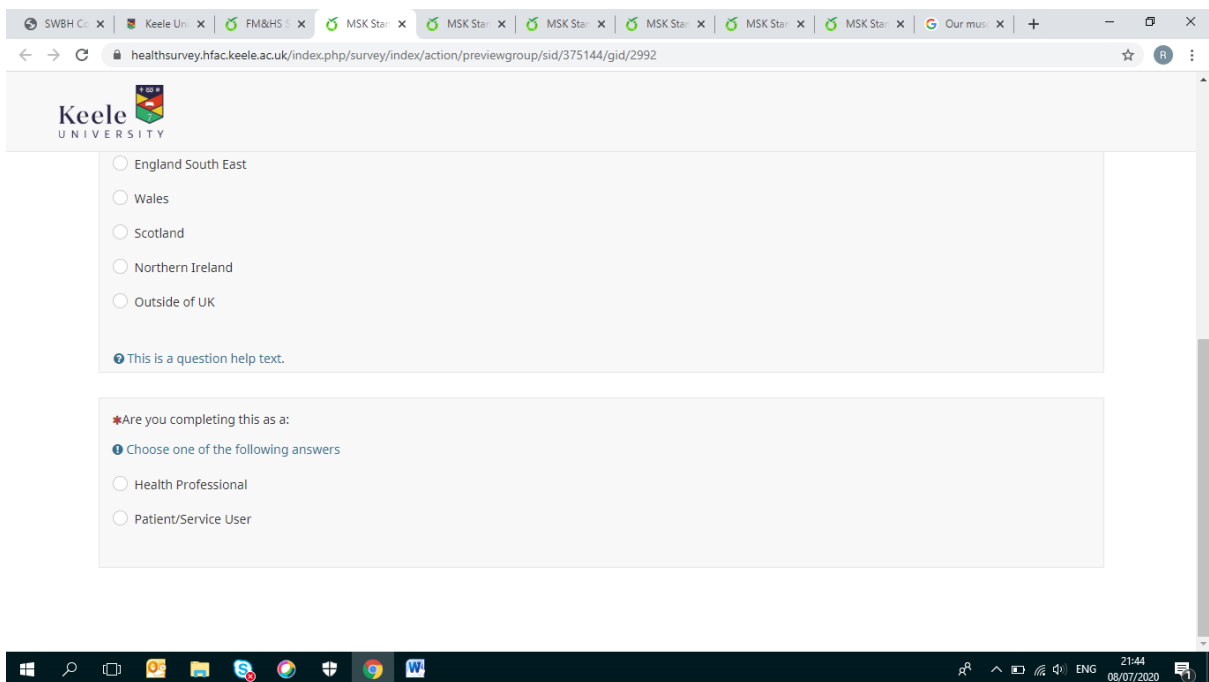 SWBH Co
Keele Uni
FM&HS S
MSK Stan
MSK Stan
MSK Stan
MSK Stan
MSK Stan
MSK Stan
Our musc
healthsurvey.hfac.keele.ac.uk/index.php/survey/index/action/previewgroup/sid/375144/gid/2992
R
Keele
UNIVERSITY
England South East
Wales
Scotland
Northern Ireland
Outside of UK
This is a question help text.
*Are you completing this as a:
Choose one of the following answers
Health Professional
Patient/Service User
ENG
21:44
08/07/2020